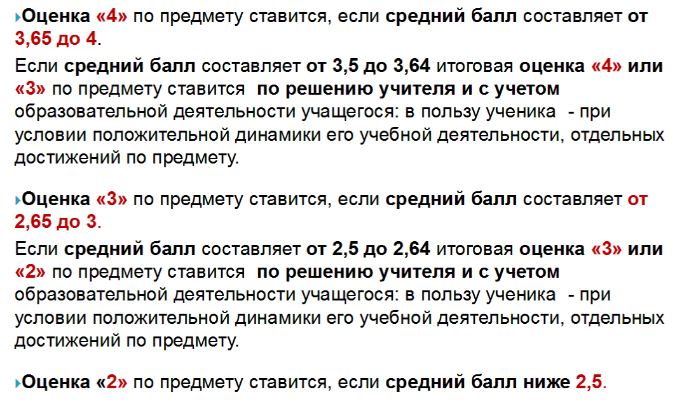 Оценка «4» по предмету ставится, если средний балл составляет от
3,65 до 4.
Если средний балл составляет от 3,5 до 3,64 итоговая оценка «4» или
«3» по предмету ставится по решению учителя и с учетом
образовательной деятельности учащегося: в пользу ученика - при
условии положительной динамики его учебной деятельности, отдельных
достижений по предмету.
Оценка «3» по предмету ставится, если средний балл составляет от
2,65 до 3.
Если средний балл составляет от 2,5 до 2,64 итоговая оценка «3» или
«2» по предмету ставится по решению учителя и с учетом
образовательной деятельности учащегося: в пользу ученика - при
условии положительной динамики его учебной деятельности, отдельных
достижений по предмету.
Оценка «2» по предмету ставится, если средний балл ниже 2,5.